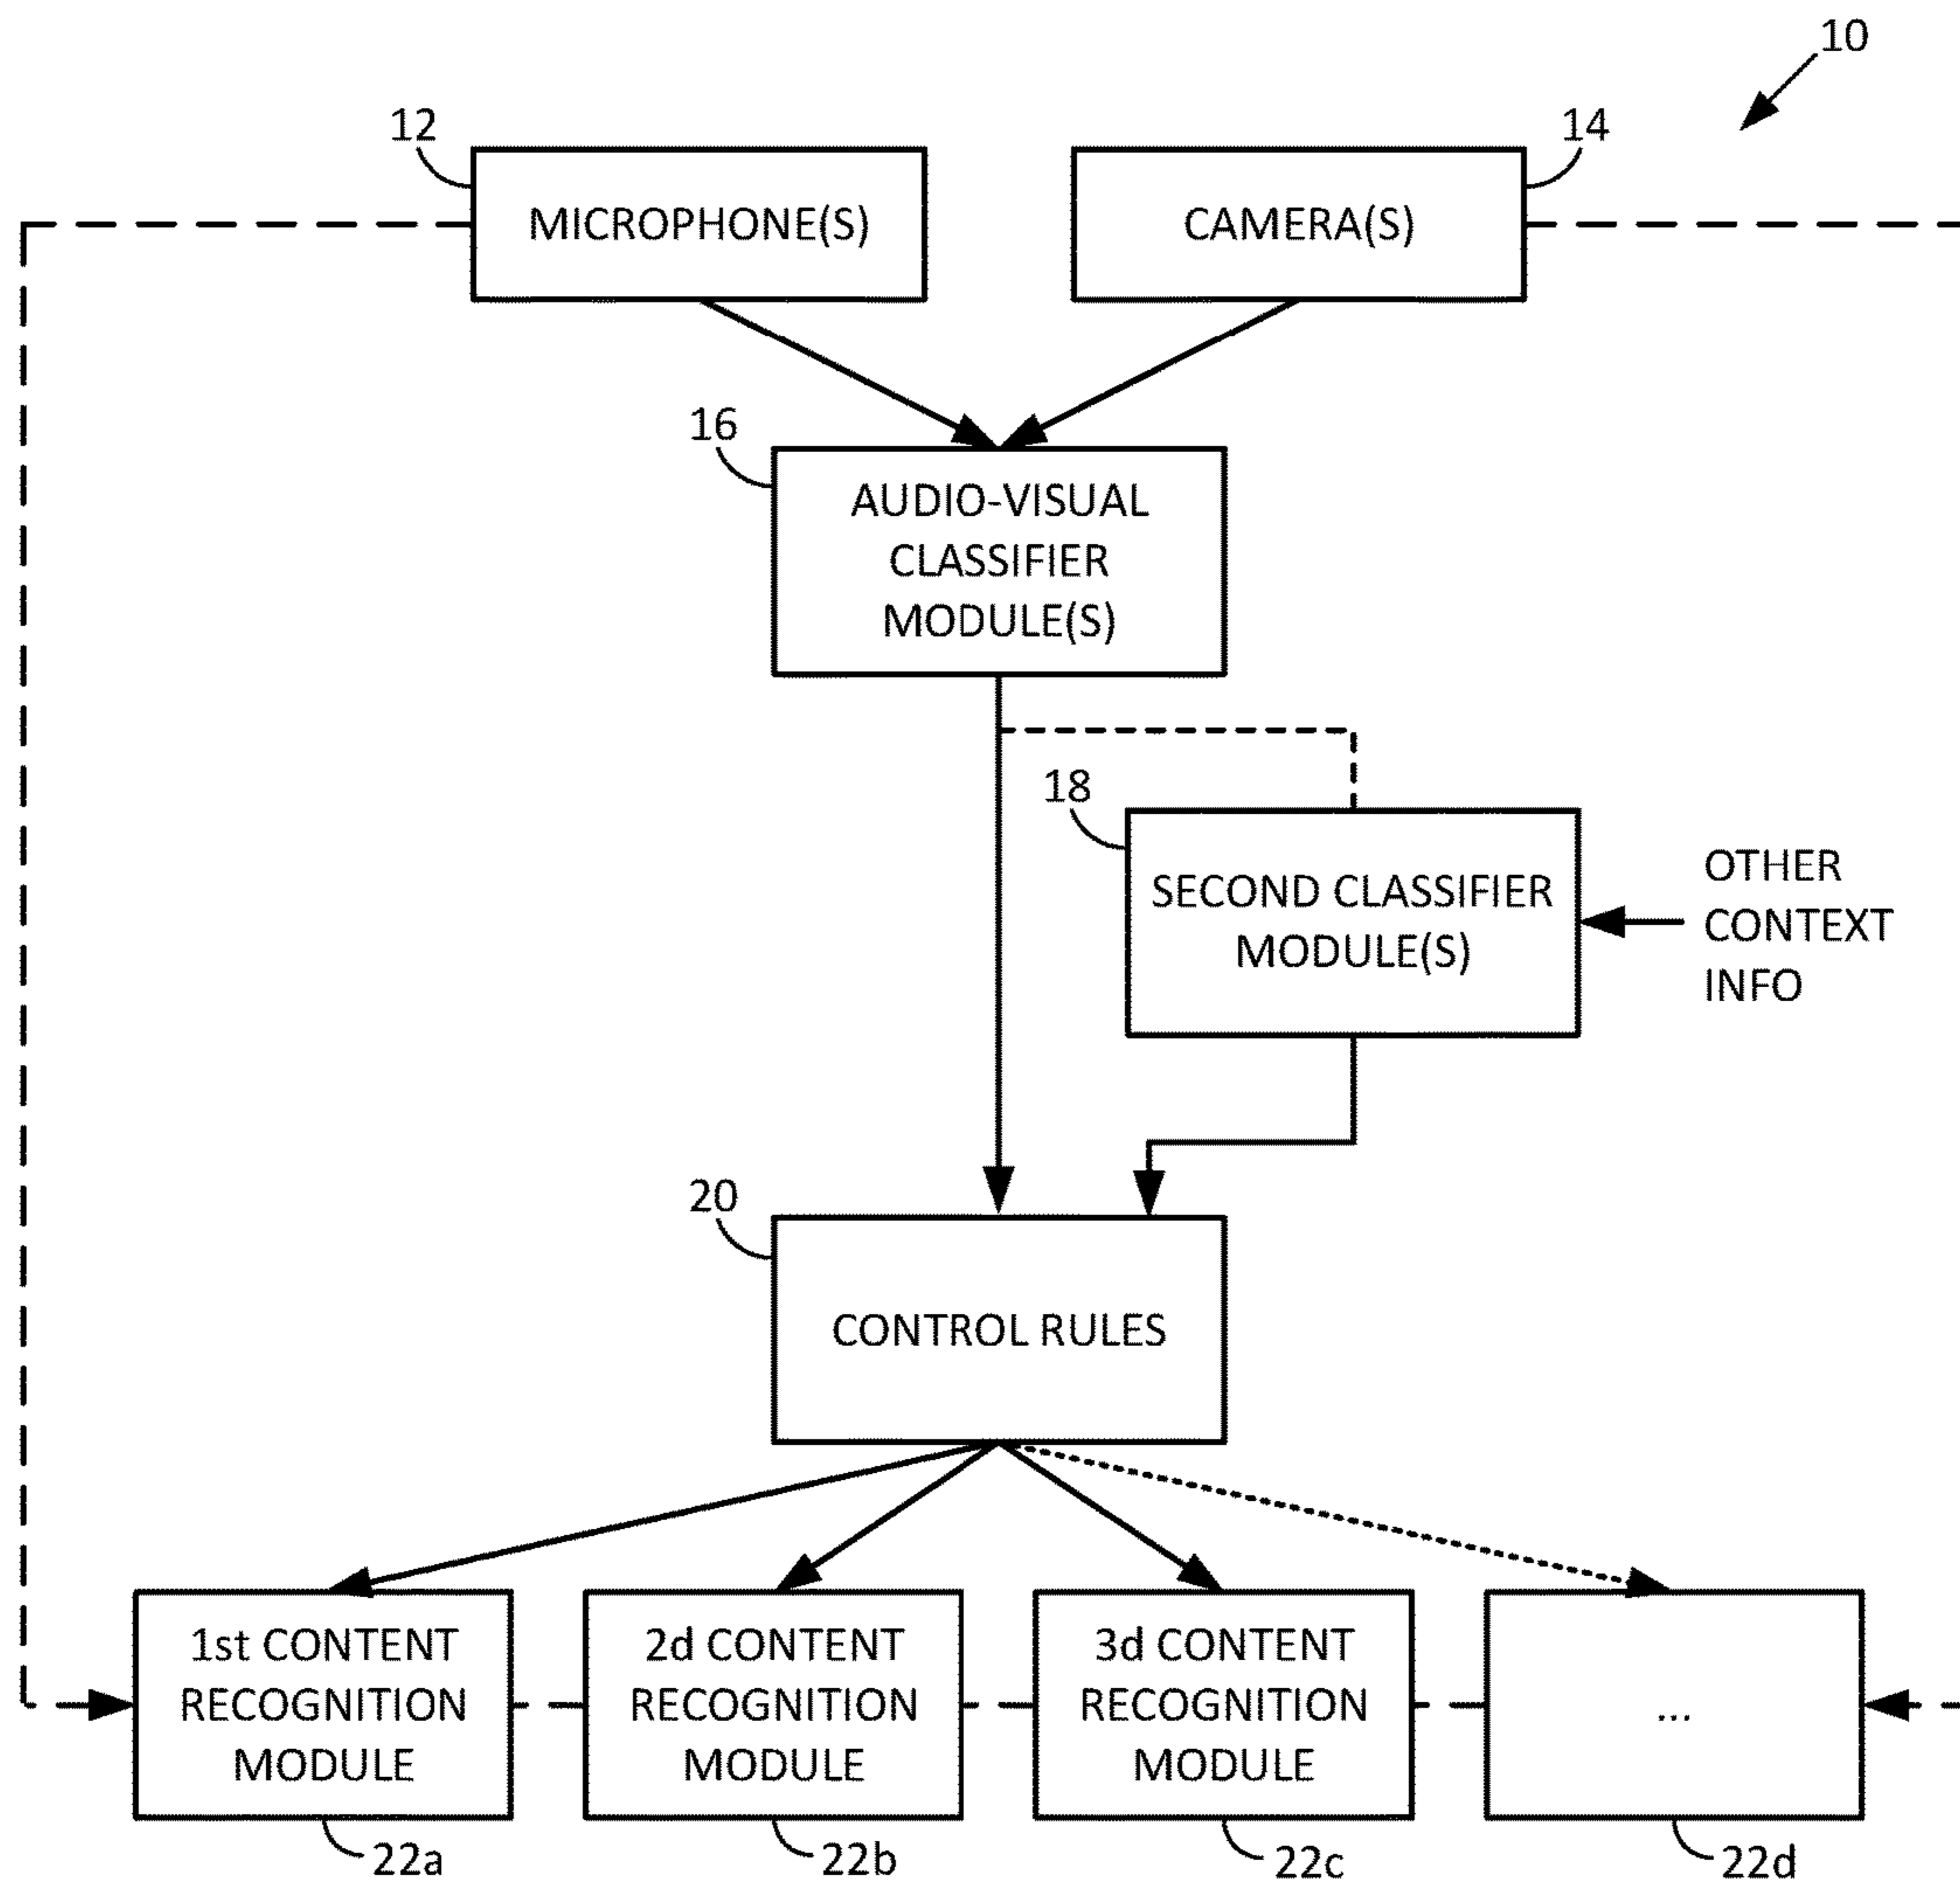 10
12
14
MICROPHONE(S)
CAMERA(S)
16
AUDIO-VISUAL
CLASSIFIER
MODULE(S)
18
SECOND CLASSIFIER
MODULE(S)
OTHER
CONTEXT
INFO
20
CONTROL RULES
1st CONTENT
RECOGNITION
MODULE
2d CONTENT
RECOGNITION
MODULE
3d CONTENT
RECOGNITION
MODULE
...
22a
22b
22c
22d